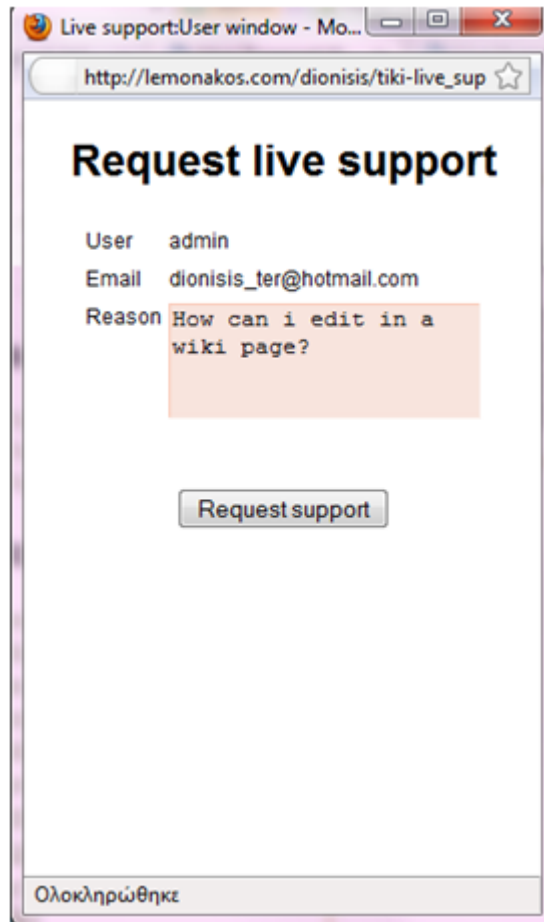 Live support:User window - Mo...
http://lemonakos.com/dionisis/tiki-live_sup
Request live support
User admin
Email dionisis_ter@hotmail.com
Reason How can i edit in a
wiki page?
Request support
Ολοκληρώθηκε